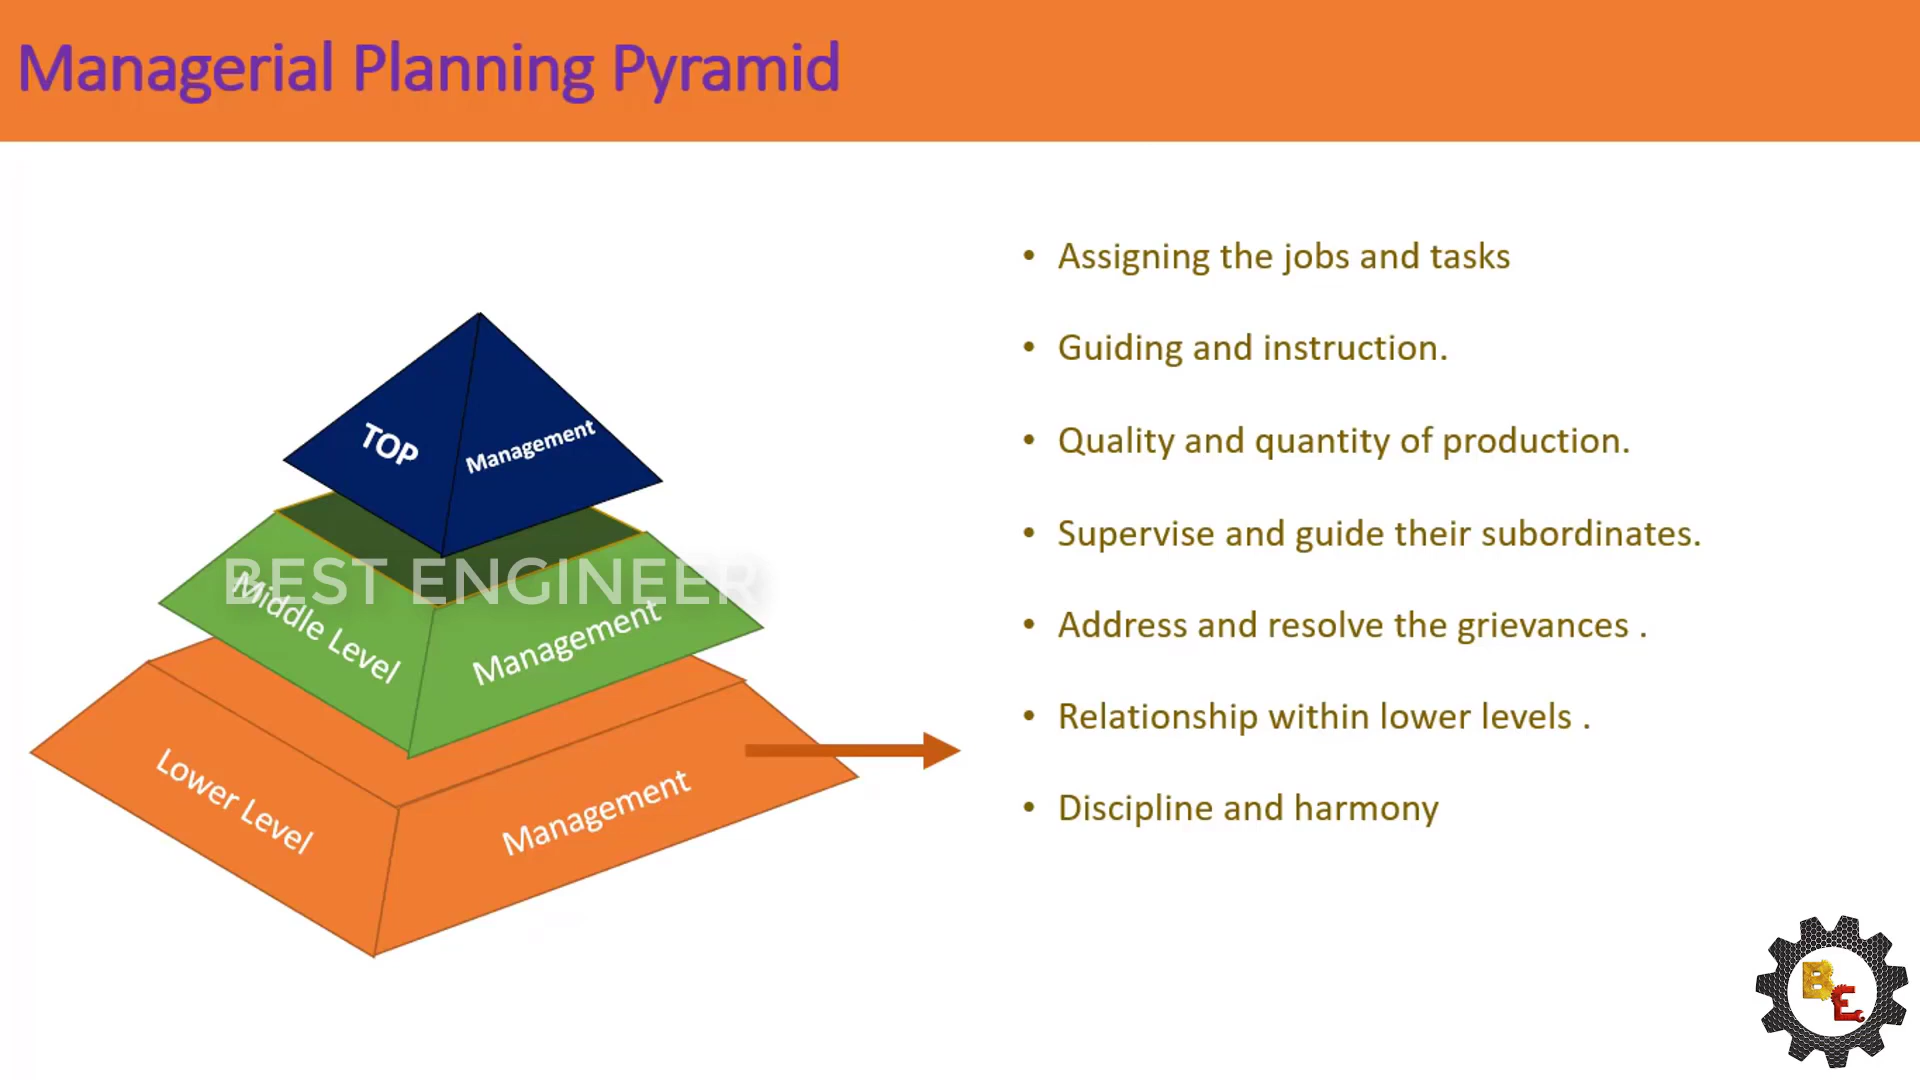 Managerial Planning Pyramid
• Assigning the jobs and tasks
• Guiding and instruction.
• Quality and quantity of production.
• Supervise and guide their subordinates.
• Address and resolve the grievances .
• Relationship within lower levels .
• Discipline and harmony
TOP Management
BEST ENGINEER
Middle Level Management
Lower Level Management
BE